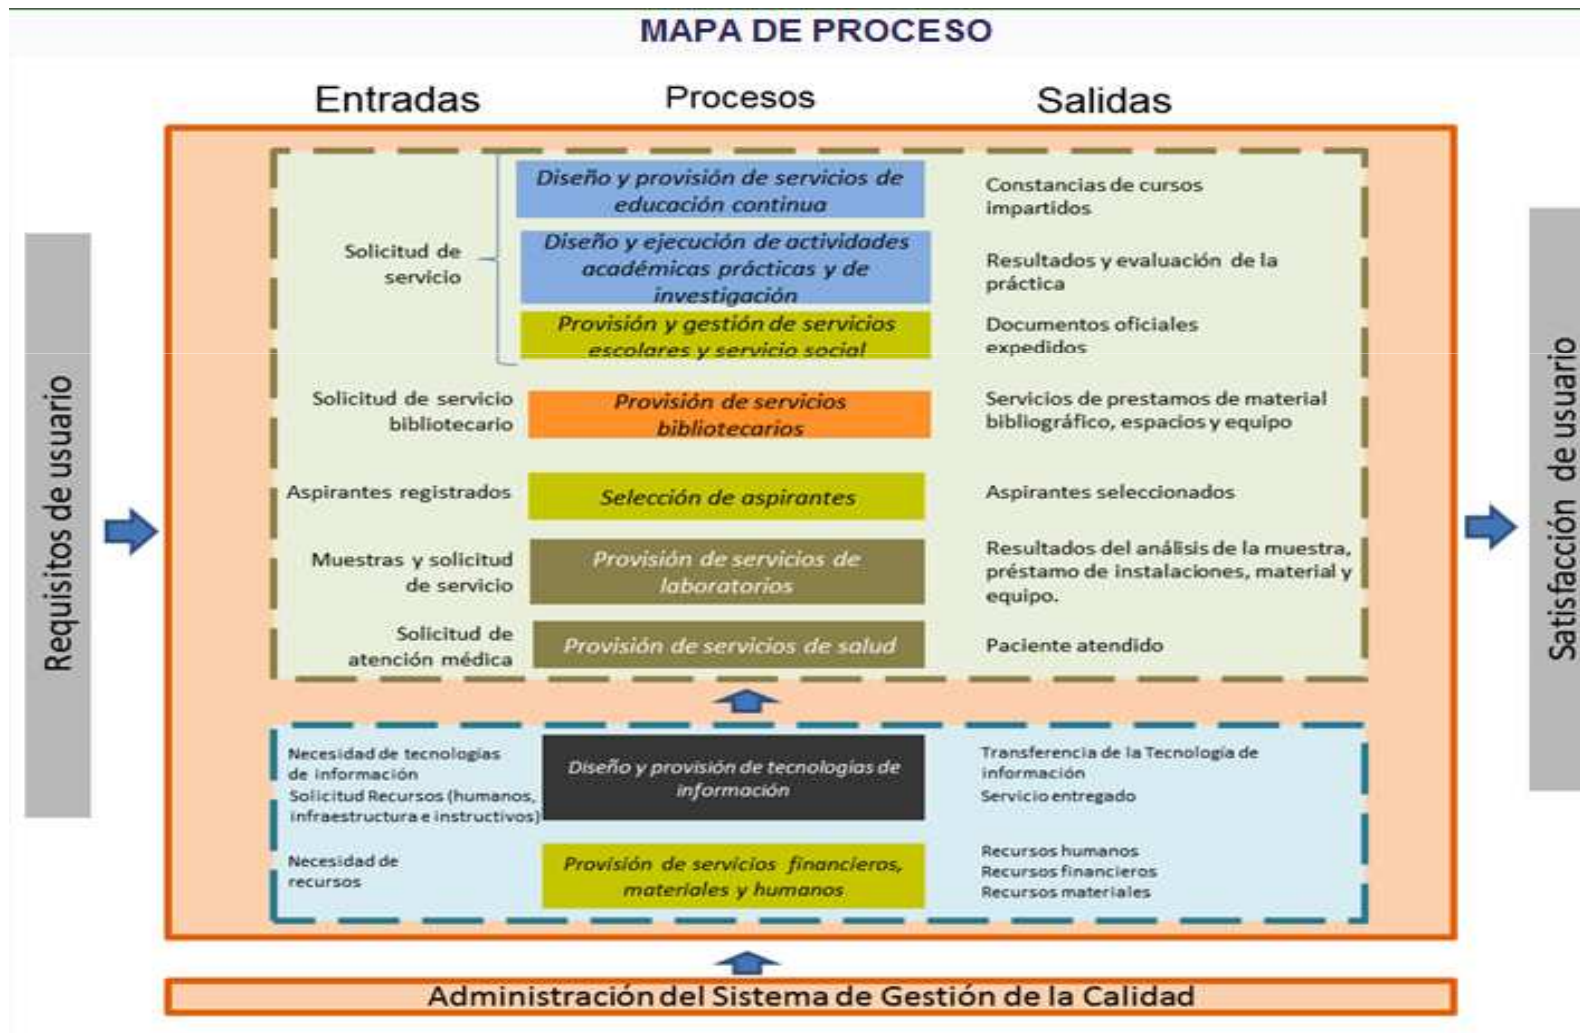 MAPA DE PROCESO
Entradas
Procesos
Salidas
Requisitos de usuario
Solicitud de
servicio
Diseño y provisión de servicios de
educación continua
Constancias de cursos
impartidos
Diseño y ejecución de actividades
académicas prácticas y de
investigación
Resultados y evaluación de la
práctica
Provisión y gestión de servicios
escolares y servicio social
Documentos oficiales
expedidos
Solicitud de servicio
bibliotecario
Provisión de servicios
bibliotecarios
Servicios de prestamos de material
bibliográfico, espacios y equipo
Aspirantes registrados
Selección de aspirantes
Aspirantes seleccionados
Muestras y solicitud
de servicio
Provisión de servicios de
laboratorios
Resultados del análisis de la muestra,
préstamo de instalaciones, material y
equipo.
Solicitud de
atención médica
Provisión de servicios de salud
Paciente atendido
Necesidad de tecnologías
de información
Solicitud Recursos (humanos,
infraestructura e instructivos)
Diseño y provisión de tecnologías de
información
Transferencia de la Tecnología de
información
Servicio entregado
Necesidad de
recursos
Provisión de servicios financieros,
materiales y humanos
Recursos humanos
Recursos financieros
Recursos materiales
Satisfacción de usuario
Administración del Sistema de Gestión de la Calidad